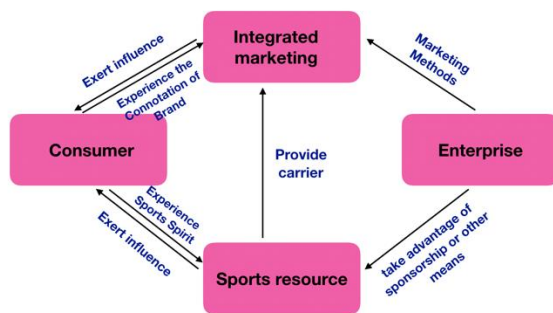 Integrated
marketing
Exert influence
Experience the
Connotation of
Brand
Marketing
Methods
Consumer
Provide
carrier
Enterprise
Experience
Sports Spirit
Exert influence
take advantage of
sponsorship or other
means
Sports resource